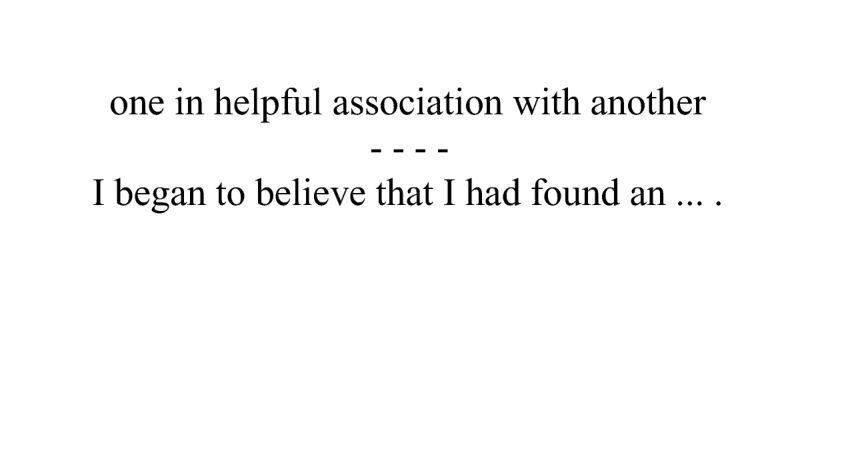 one in helpful association with another
- - - -
I began to believe that I had found an ... .